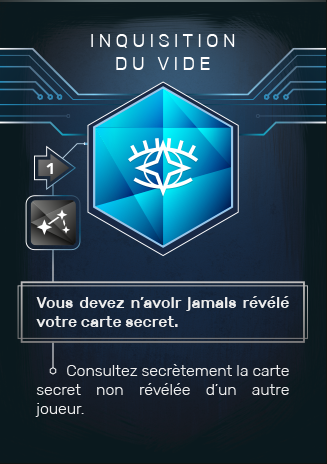 INQUISITION
DU VIDE
1
Vous devez n'avoir jamais révélé
votre carte secret.
Consultez secrètement la carte
secret non révélée d'un autre
joueur.